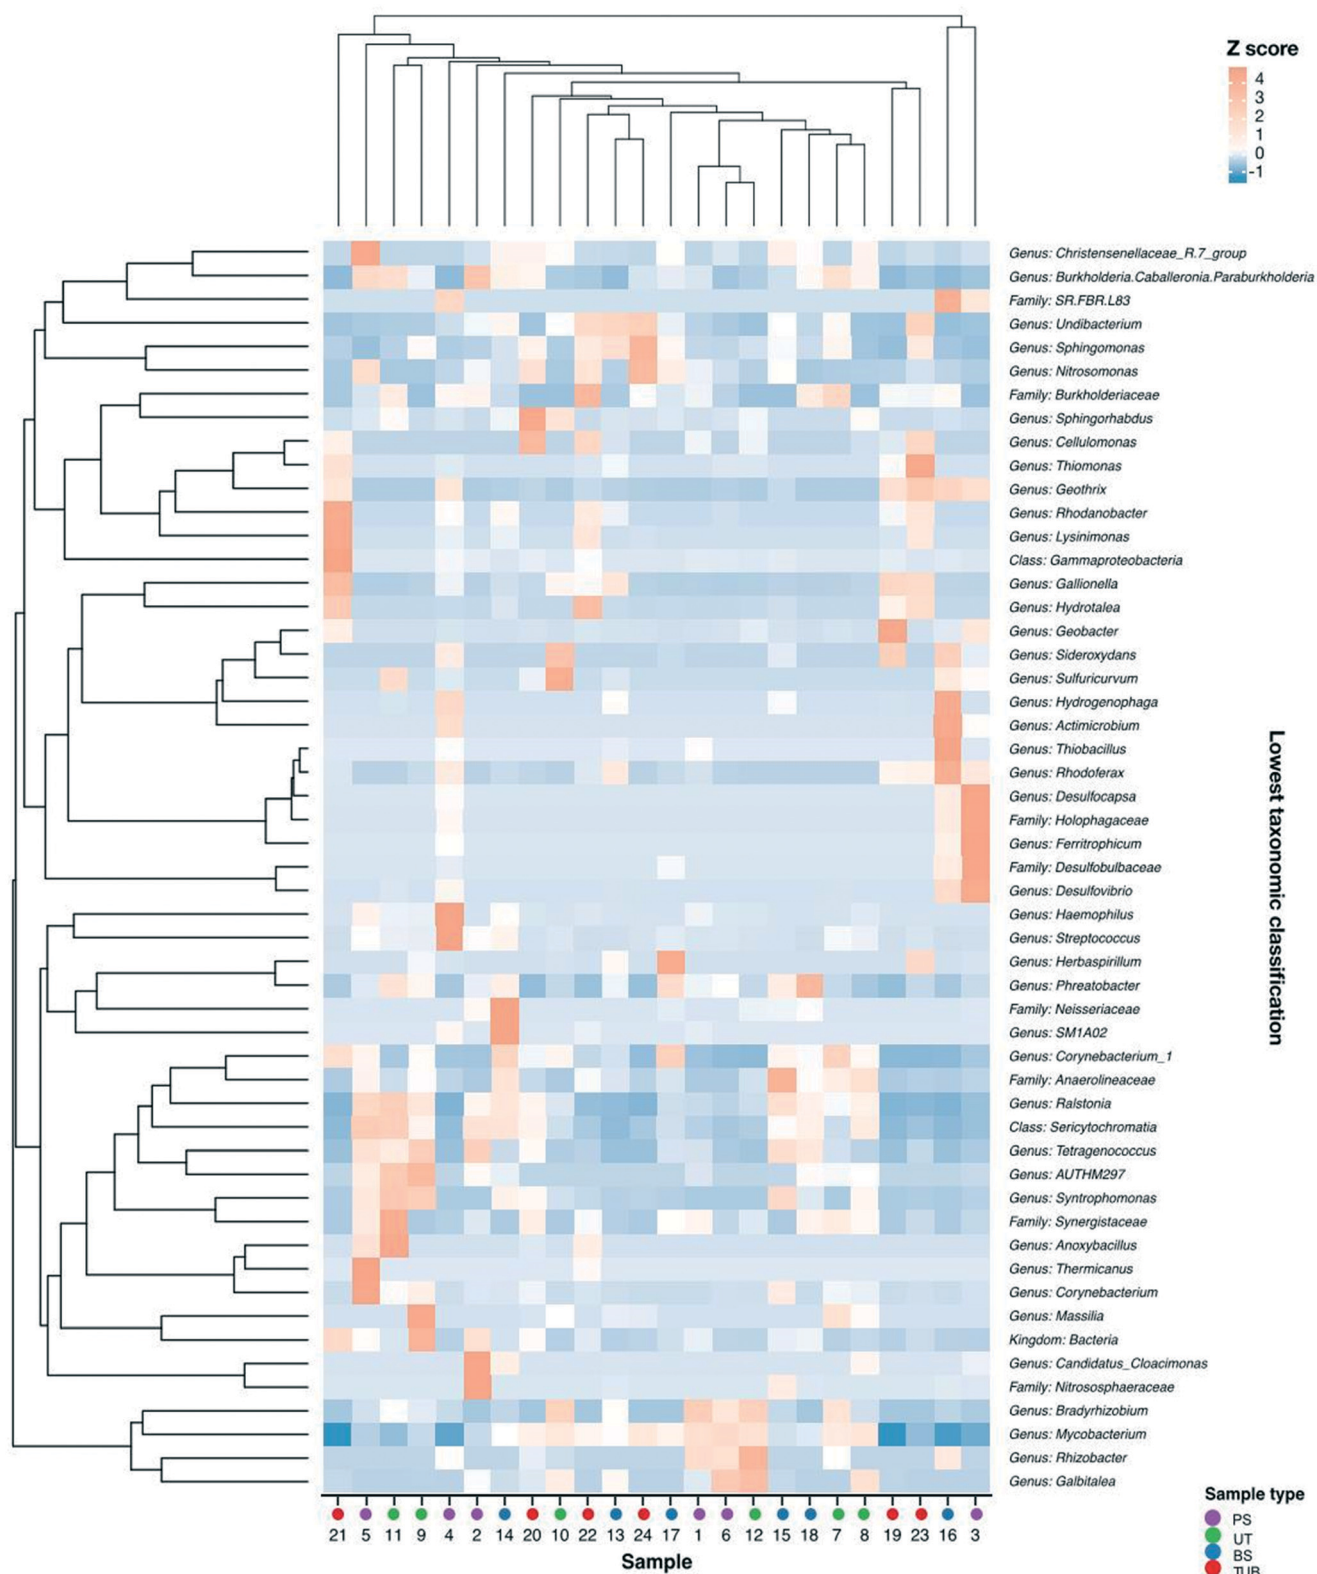 Z score
4
3
2
1
0
-1
Genus: Christensenellaceae_R.7_group
Genus: Burkholderia.Caballeronia.Paraburkholderia
Family: SR.FBR.L83
Genus: Undibacterium
Genus: Sphingomonas
Genus: Nitrosomonas
Family: Burkholderiaceae
Genus: Sphingorhabdus
Genus: Cellulomonas
Genus: Thiomonas
Genus: Geothrix
Genus: Rhodanobacter
Genus: Lysinimonas
Class: Gammaproteobacteria
Genus: Gallionella
Genus: Hydrotalea
Genus: Geobacter
Genus: Sideroxydans
Genus: Sulfuricurvum
Genus: Hydrogenophaga
Genus: Actimicrobium
Genus: Thiobacillus
Genus: Rhodoferax
Genus: Desulfocapsa
Family: Holophagaceae
Genus: Ferritrophicum
Family: Desulfobulbaceae
Genus: Desulfovibrio
Genus: Haemophilus
Genus: Streptococcus
Genus: Herbaspirillum
Genus: Phreatobacter
Family: Neisseriaceae
Genus: SM1A02
Genus: Corynebacterium_1
Family: Anaerolineaceae
Genus: Ralstonia
Class: Sericytochromatia
Genus: Tetragenococcus
Genus: AUTHM297
Genus: Syntrophomonas
Family: Synergistaceae
Genus: Anoxybacillus
Genus: Thermicanus
Genus: Corynebacterium
Genus: Massilia
Kingdom: Bacteria
Genus: Candidatus_Cloacimonas
Family: Nitrososphaeraceae
Genus: Bradyrhizobium
Genus: Mycobacterium
Genus: Rhizobacter
Genus: Galbitalea
Lowest taxonomic classification
21 5 11 9 4 2 14 20 10 22 13 24 17 1 6 12 15 18 7 8 19 23 16 3
Sample
Sample type
PS
UT
BS
TUB